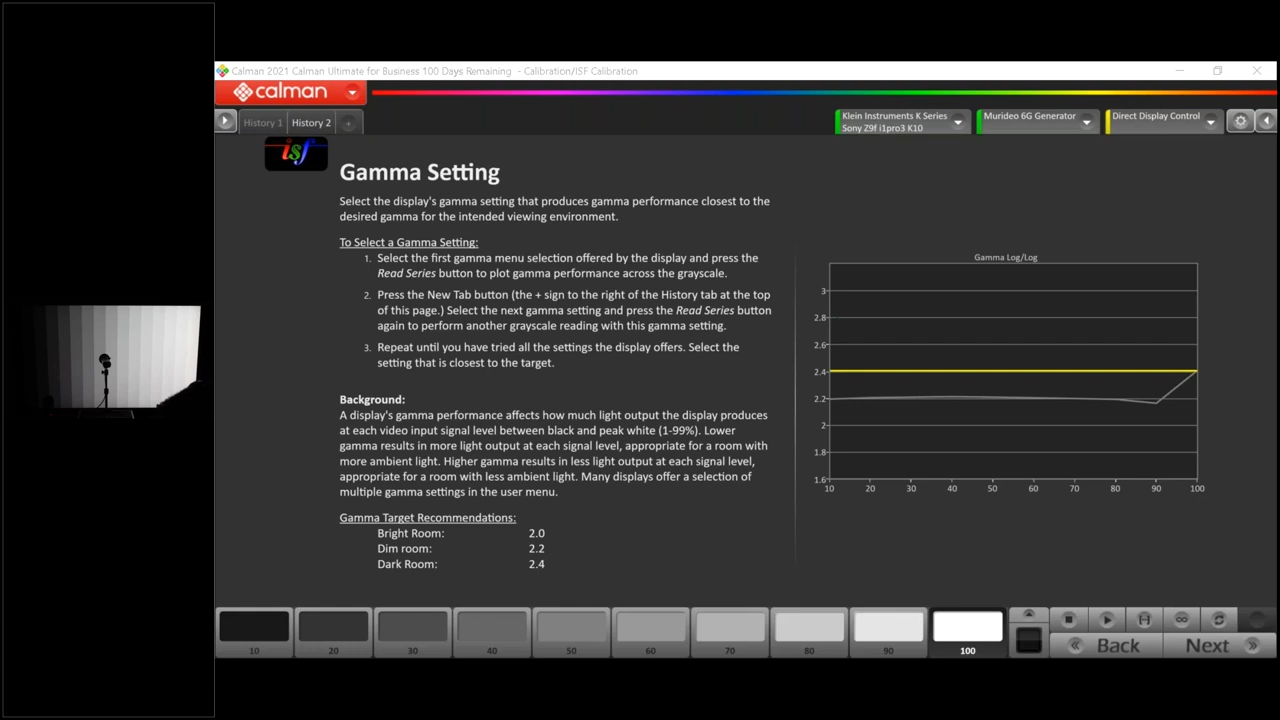 Calman 2021 Calman Ultimate for Business 100 Days Remaining - Calibration/ISF Calibration
calman
History 1
History 2
+
Klein Instruments K Series
Sony Z9f i1pro3 K10
Murideo 6G Generator
Direct Display Control
isf
Gamma Setting
Select the display's gamma setting that produces gamma performance closest to the
desired gamma for the intended viewing environment.
To Select a Gamma Setting:
1. Select the first gamma menu selection offered by the display and press the
Read Series button to plot gamma performance across the grayscale.
2. Press the New Tab button (the + sign to the right of the History tab at the top
of this page.) Select the next gamma setting and press the Read Series button
again to perform another grayscale reading with this gamma setting.
3. Repeat until you have tried all the settings the display offers. Select the
setting that is closest to the target.
Background:
A display's gamma performance affects how much light output the display produces
at each video input signal level between black and peak white (1-99%). Lower
gamma results in more light output at each signal level, appropriate for a room with
more ambient light. Higher gamma results in less light output at each signal level,
appropriate for a room with less ambient light. Many displays offer a selection of
multiple gamma settings in the user menu.
Gamma Target Recommendations:
Bright Room: 2.0
Dim room: 2.2
Dark Room: 2.4
Gamma Log/Log
3
2.8
2.6
2.4
2.2
2
1.8
1.6
10 20 30 40 50 60 70 80 90 100
10 20 30 40 50 60 70 80 90 100
Back
Next